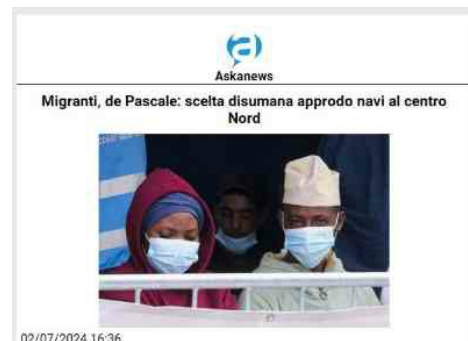 Askanews
Migranti, de Pascale: scelta disumana approdo navi al centro
Nord
02/07/2024 16:36